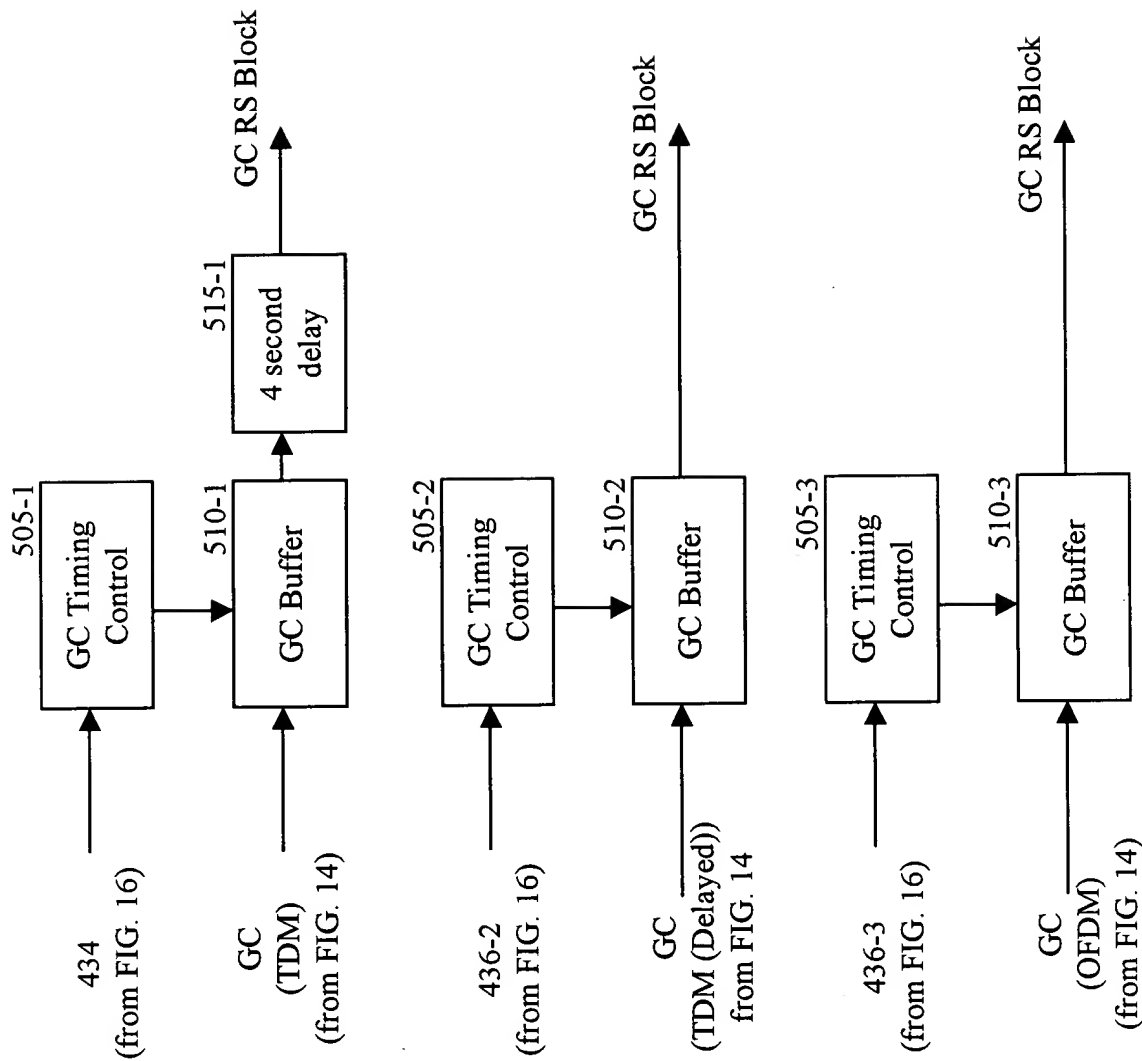 434
(from FIG. 16)
505-1
GC Timing
Control
GC
(TDM)
(from FIG. 14)
510-1
GC Buffer
515-1
4 second
delay
GC RS Block
436-2
(from FIG. 16)
505-2
GC Timing
Control
GC
(TDM (Delayed))
from FIG. 14
510-2
GC Buffer
GC RS Block
436-3
(from FIG. 16)
505-3
GC Timing
Control
GC
(OFDM)
(from FIG. 14)
510-3
GC Buffer
GC RS Block